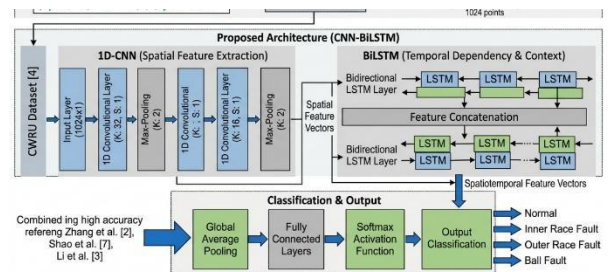 1024 points
Proposed Architecture (CNN-BiLSTM)
1D-CNN (Spatial Feature Extraction)
CWRU Dataset [4]
Input Layer
(1024x1)
1D Convolutional Layer
(K: 32, S: 1)
Max-Pooling
(K: 2)
1D Convolutional
(K: , S: 1)
1D Convolutional Layer
(K: 16, S: 1)
Max-Pooling
(K: 2)
Spatial
Feature
Vectors
BiLSTM (Temporal Dependency & Context)
Bidirectional
LSTM Layer
LSTM
LSTM
LSTM
Feature Concatenation
Bidirectional
LSTM Layer
LSTM
LSTM
LSTM
LSTM
LSTM
LSTM
Spatiotemporal Feature Vectors
Classification & Output
Combined ing high accuracy
refereng Zhang et al. [2],
Shao et al. [7],
Li et al. [3]
Global
Average
Pooling
Fully
Connected
Layers
Softmax
Activation
Function
Output
Classification
Normal
Inner Race Fault
Outer Race Fault
Ball Fault